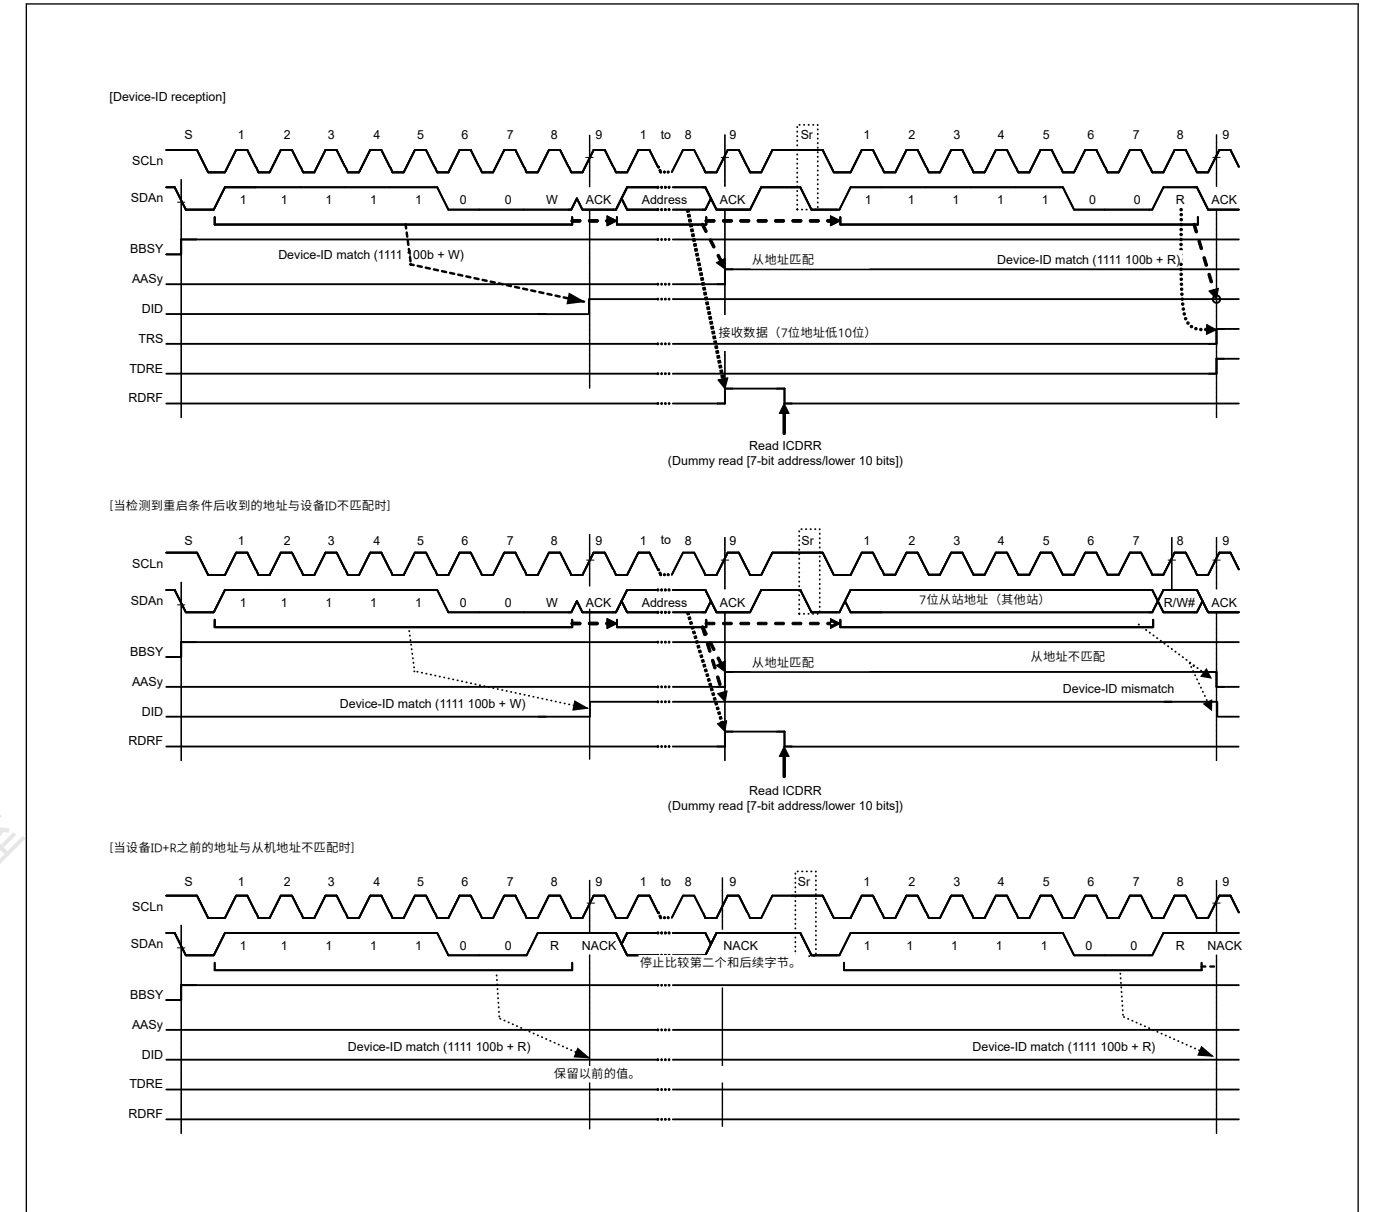 [Device-ID reception]
S 1 2 3 4 5 6 7 8 9 1 to 8 9 Sr 1 2 3 4 5 6 7 8 9
SCLn
SDAn 1 1 1 1 1 0 0 W ACK Address ACK 1 1 1 1 1 0 0 R ACK
BBSY
Device-ID match (1111 100b + W) 从地址匹配 Device-ID match (1111 100b + R)
AASy
DID
TRS
接收数据（7位地址低10位）
TDRE
RDRF
Read ICDRR
(Dummy read [7-bit address/lower 10 bits])
[当检测到重启条件后收到的地址与设备ID不匹配时]
S 1 2 3 4 5 6 7 8 9 1 to 8 9 Sr 1 2 3 4 5 6 7 8 9
SCLn
SDAn 1 1 1 1 1 0 0 W ACK Address ACK 7位从站地址（其他站） R/W# ACK
BBSY
从地址匹配 从地址不匹配
AASy
Device-ID mismatch
Device-ID match (1111 100b + W)
DID
RDRF
Read ICDRR
(Dummy read [7-bit address/lower 10 bits])
[当设备ID+R之前的地址与从机地址不匹配时]
S 1 2 3 4 5 6 7 8 9 1 to 8 9 Sr 1 2 3 4 5 6 7 8 9
SCLn
SDAn 1 1 1 1 1 0 0 R NACK NACK 1 1 1 1 1 0 0 R NACK
停止比较第二个和后续字节。
BBSY
AASy
Device-ID match (1111 100b + R) Device-ID match (1111 100b + R)
DID
保留以前的值。
TDRE
RDRF